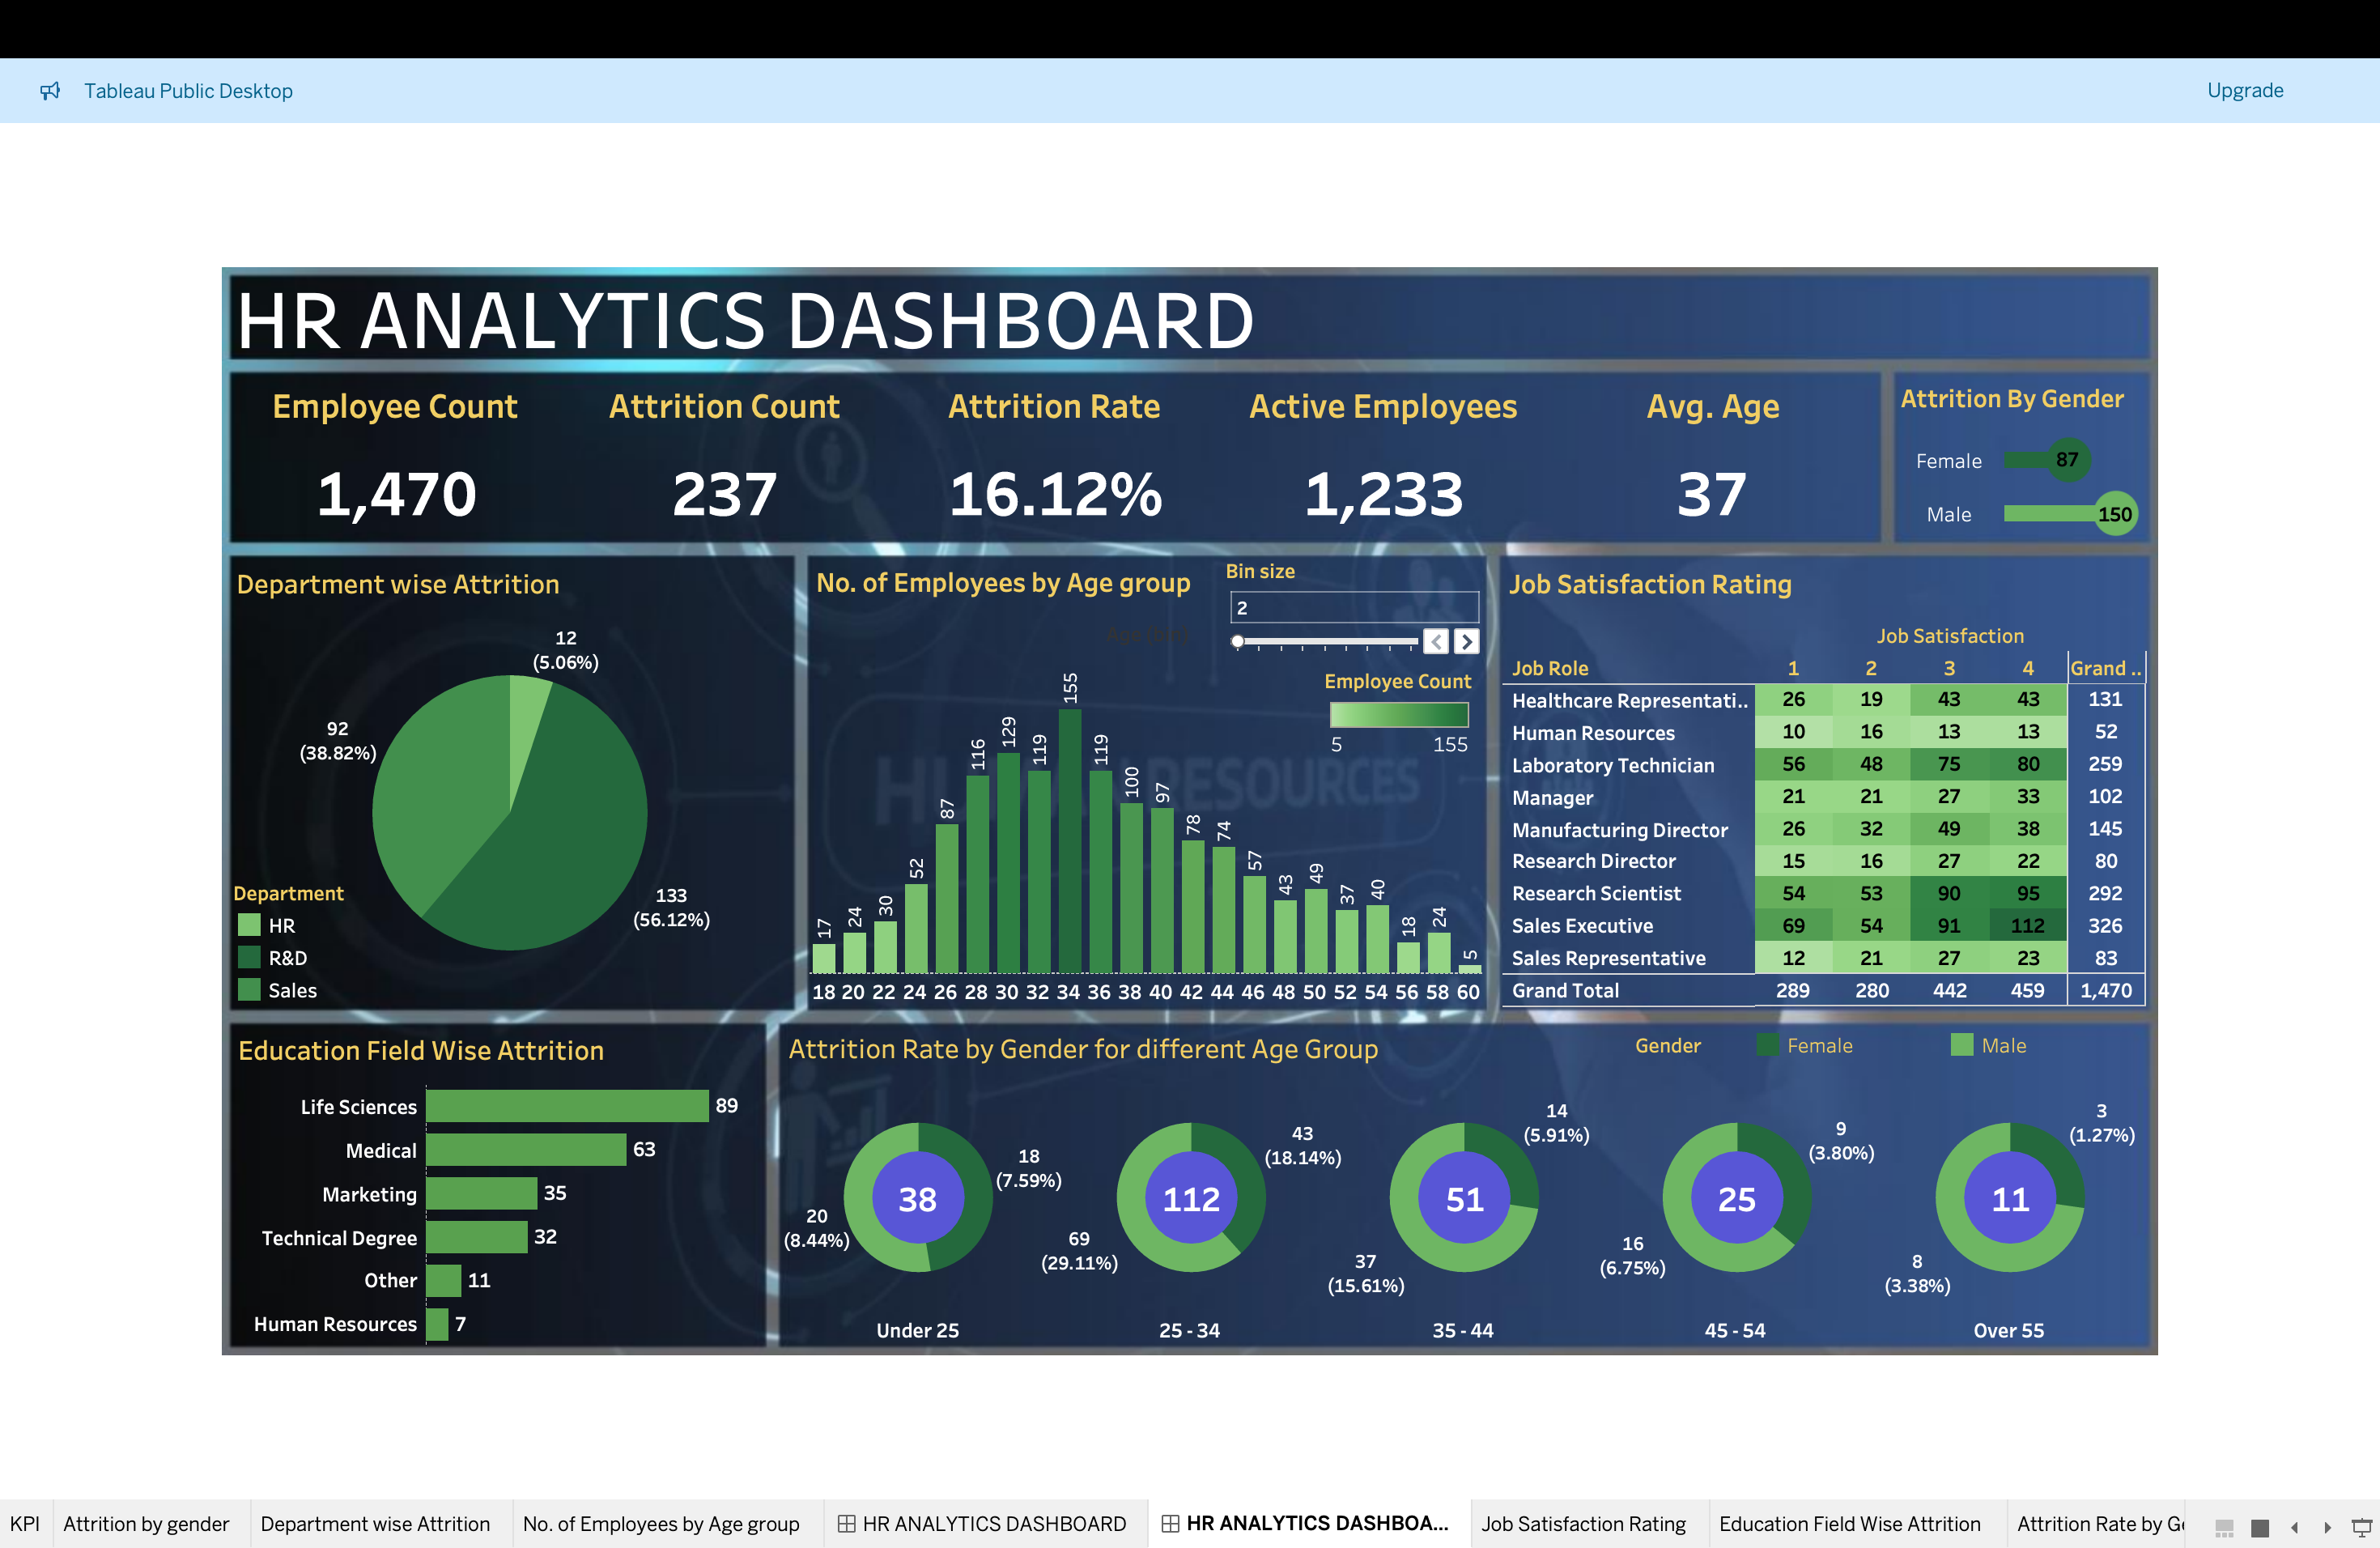 Tableau Public Desktop
Upgrade
HR ANALYTICS DASHBOARD
Employee Count
Attrition Count
Attrition Rate
Active Employees
Avg. Age
1,470
237
16.12%
1,233
37
Attrition By Gender
Female 87
Male 150
Department wise Attrition
12
(5.06%)
92
(38.82%)
133
(56.12%)
Department
HR
R&D
Sales
No. of Employees by Age group
Bin size
2
Age (bin)
Employee Count
5 155
HUMAN RESOURCES
17 24 30 52 87 116 129 119 155 119 100 97 78 74 57 43 49 37 40 18 24 5
18 20 22 24 26 28 30 32 34 36 38 40 42 44 46 48 50 52 54 56 58 60
Job Satisfaction Rating
Job Satisfaction
Job Role 1 2 3 4 Grand ..
Healthcare Representati.. 26 19 43 43 131
Human Resources 10 16 13 13 52
Laboratory Technician 56 48 75 80 259
Manager 21 21 27 33 102
Manufacturing Director 26 32 49 38 145
Research Director 15 16 27 22 80
Research Scientist 54 53 90 95 292
Sales Executive 69 54 91 112 326
Sales Representative 12 21 27 23 83
Grand Total 289 280 442 459 1,470
Education Field Wise Attrition
Life Sciences 89
Medical 63
Marketing 35
Technical Degree 32
Other 11
Human Resources 7
Attrition Rate by Gender for different Age Group
Gender Female Male
38
18
(7.59%)
20
(8.44%)
Under 25
112
43
(18.14%)
69
(29.11%)
25 - 34
51
14
(5.91%)
37
(15.61%)
35 - 44
25
9
(3.80%)
16
(6.75%)
45 - 54
11
3
(1.27%)
8
(3.38%)
Over 55
KPI
Attrition by gender
Department wise Attrition
No. of Employees by Age group
HR ANALYTICS DASHBOARD
HR ANALYTICS DASHBOA...
Job Satisfaction Rating
Education Field Wise Attrition
Attrition Rate by G